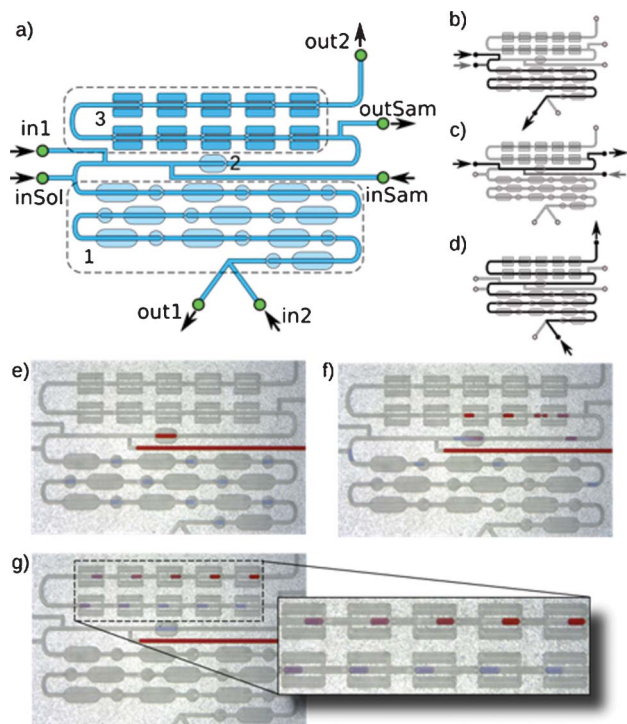 a)
out2
b)
3
outSam
in1
2
c)
inSol
inSam
1
d)
out1
in2
e)
f)
g)